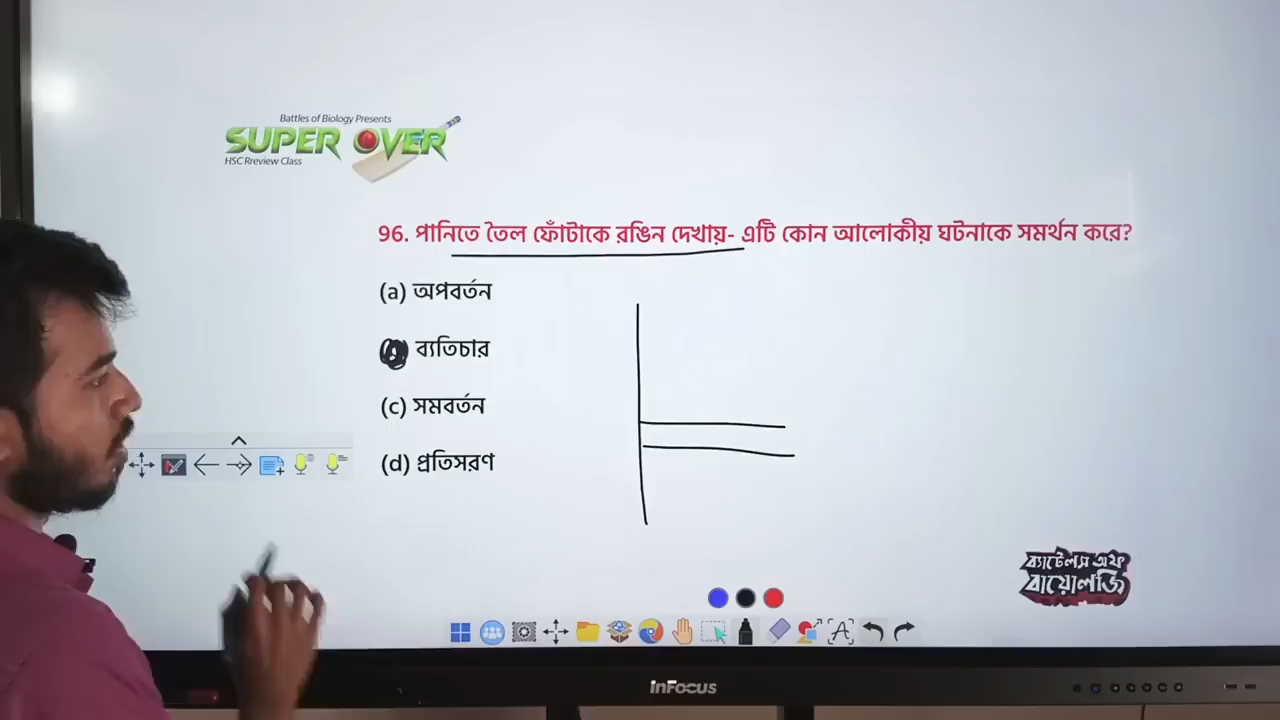 Battles of Biology Presents
SUPER OVER
HSC Rreview Class
96. পানিতে তৈল ফোঁটাকে রঙিন দেখায়- এটি কোন আলোকীয় ঘটনাকে সমর্থন করে?
(a) অপবর্তন
ব্যতিচার
(c) সমবর্তন
(d) প্রতিসরণ
ব্যাটেলস অফ
বায়োলজি
InFocus